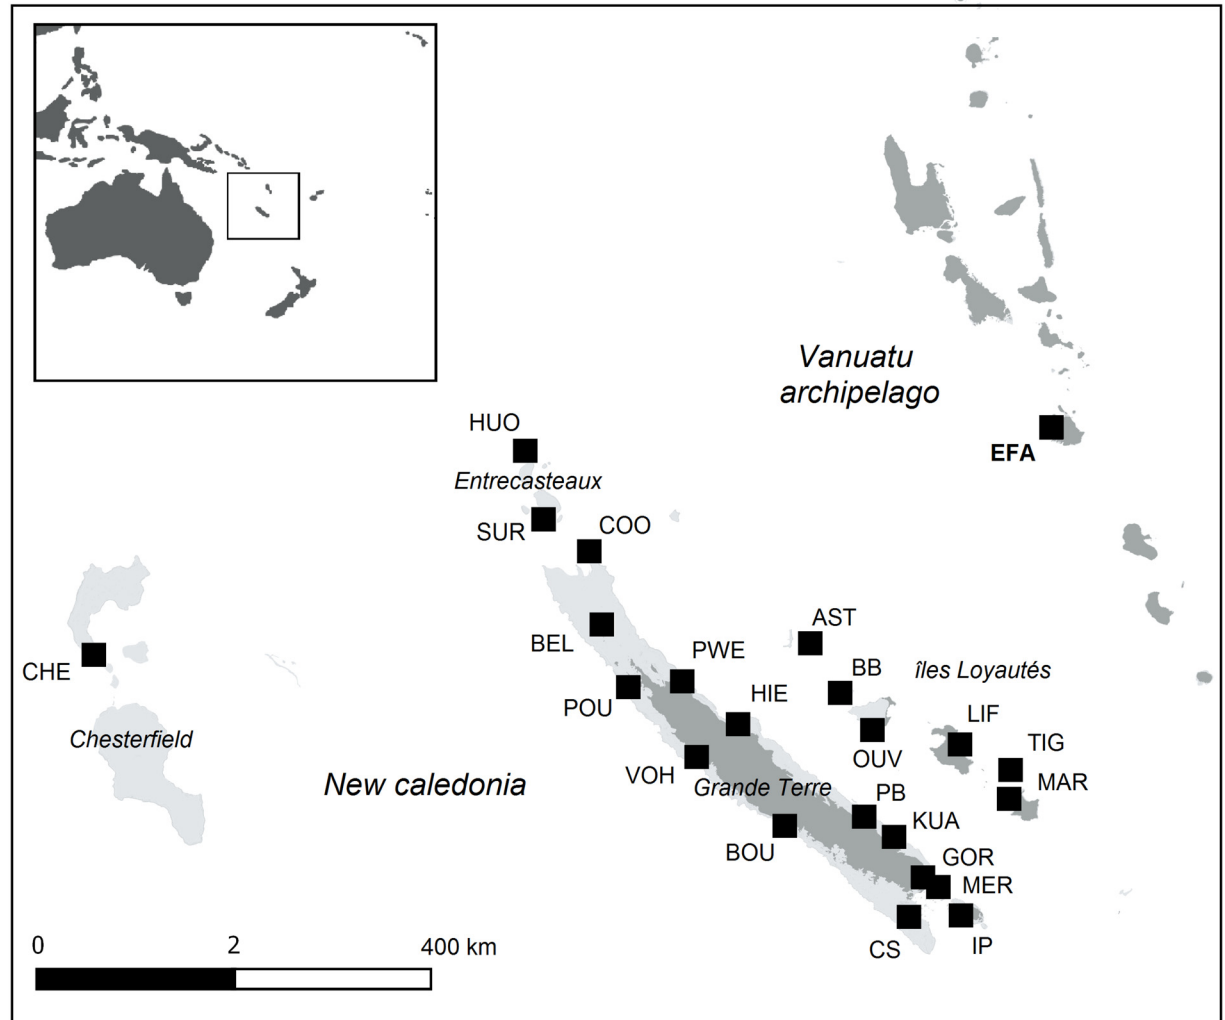 Vanuatu
archipelago
HUO
EFA
Entrecasteaux
SUR
COO
AST
BEL
PWE
CHE
BB
îles Loyautés
POU
HIE
LIF
Chesterfield
OUV
TIG
VOH
New caledonia
Grande Terre
MAR
PB
KUA
BOU
GOR
MER
CS
IP
0 2 400 km